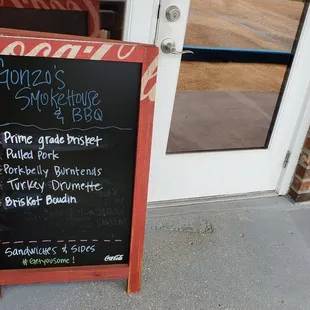 Coca-Cola
Gonzo's
Smokehouse
& BBQ
Prime grade brisket
Pulled Pork
Porkbelly Burntends
Turkey Drumette
Briskot Boudin
Sandwiches & Sides
#Getyousome!
Coca-Cola